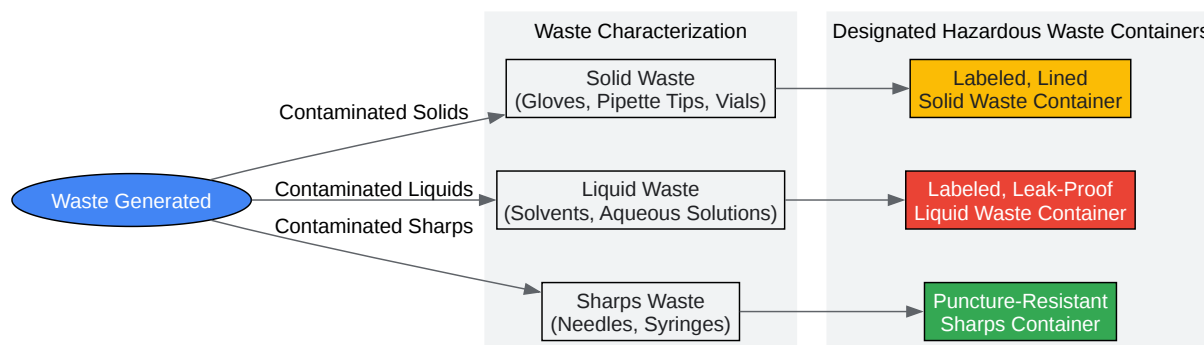 Waste Characterization
Designated Hazardous Waste Containers
Solid Waste
(Gloves, Pipette Tips, Vials)
Labeled, Lined
Solid Waste Container
Contaminated Solids
Waste Generated
Contaminated Liquids
Liquid Waste
(Solvents, Aqueous Solutions)
Labeled, Leak-Proof
Liquid Waste Container
Contaminated Sharps
Sharps Waste
(Needles, Syringes)
Puncture-Resistant
Sharps Container